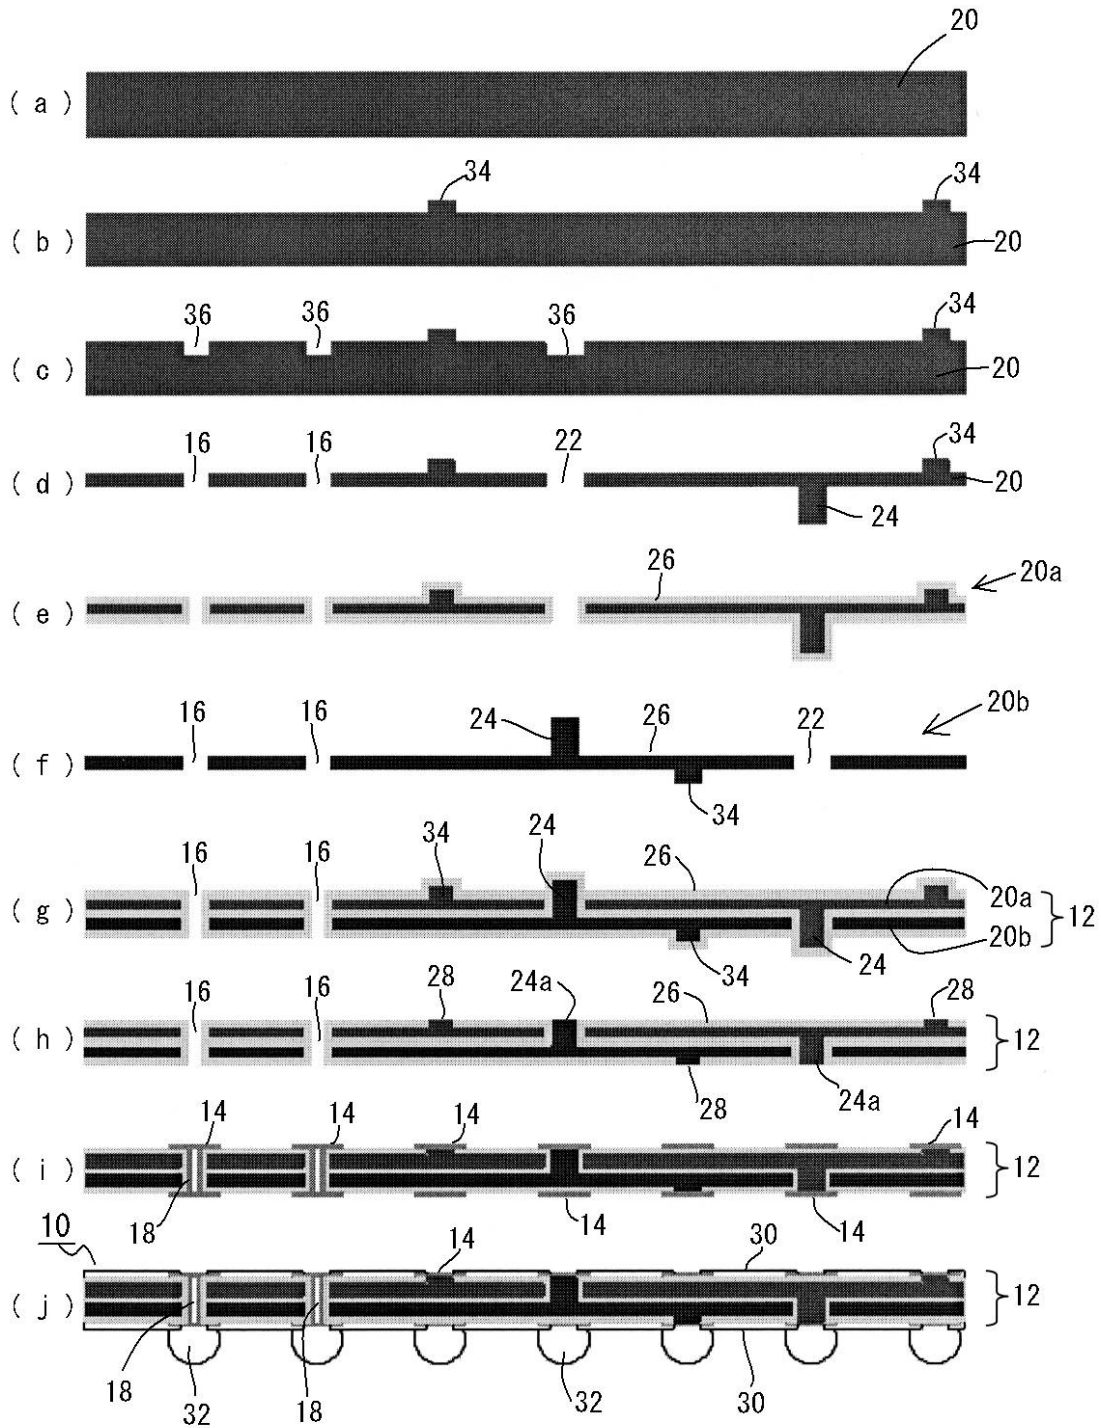 20
( a )
34 34
( b ) 20
36 36 36 34
( c ) 20
16 16 22 34
( d ) 20
24
26 20a
( e )
16 16 24 26 22 20b
( f )
34
16 16 34 24 26
( g ) 20a 12
20b
34 24
16 16 28 24a 26 28
( h ) 12
28 24a
14 14 14 14
( i ) 12
18 14 14
10 14 30
( j ) 12
18 32 18 32 30